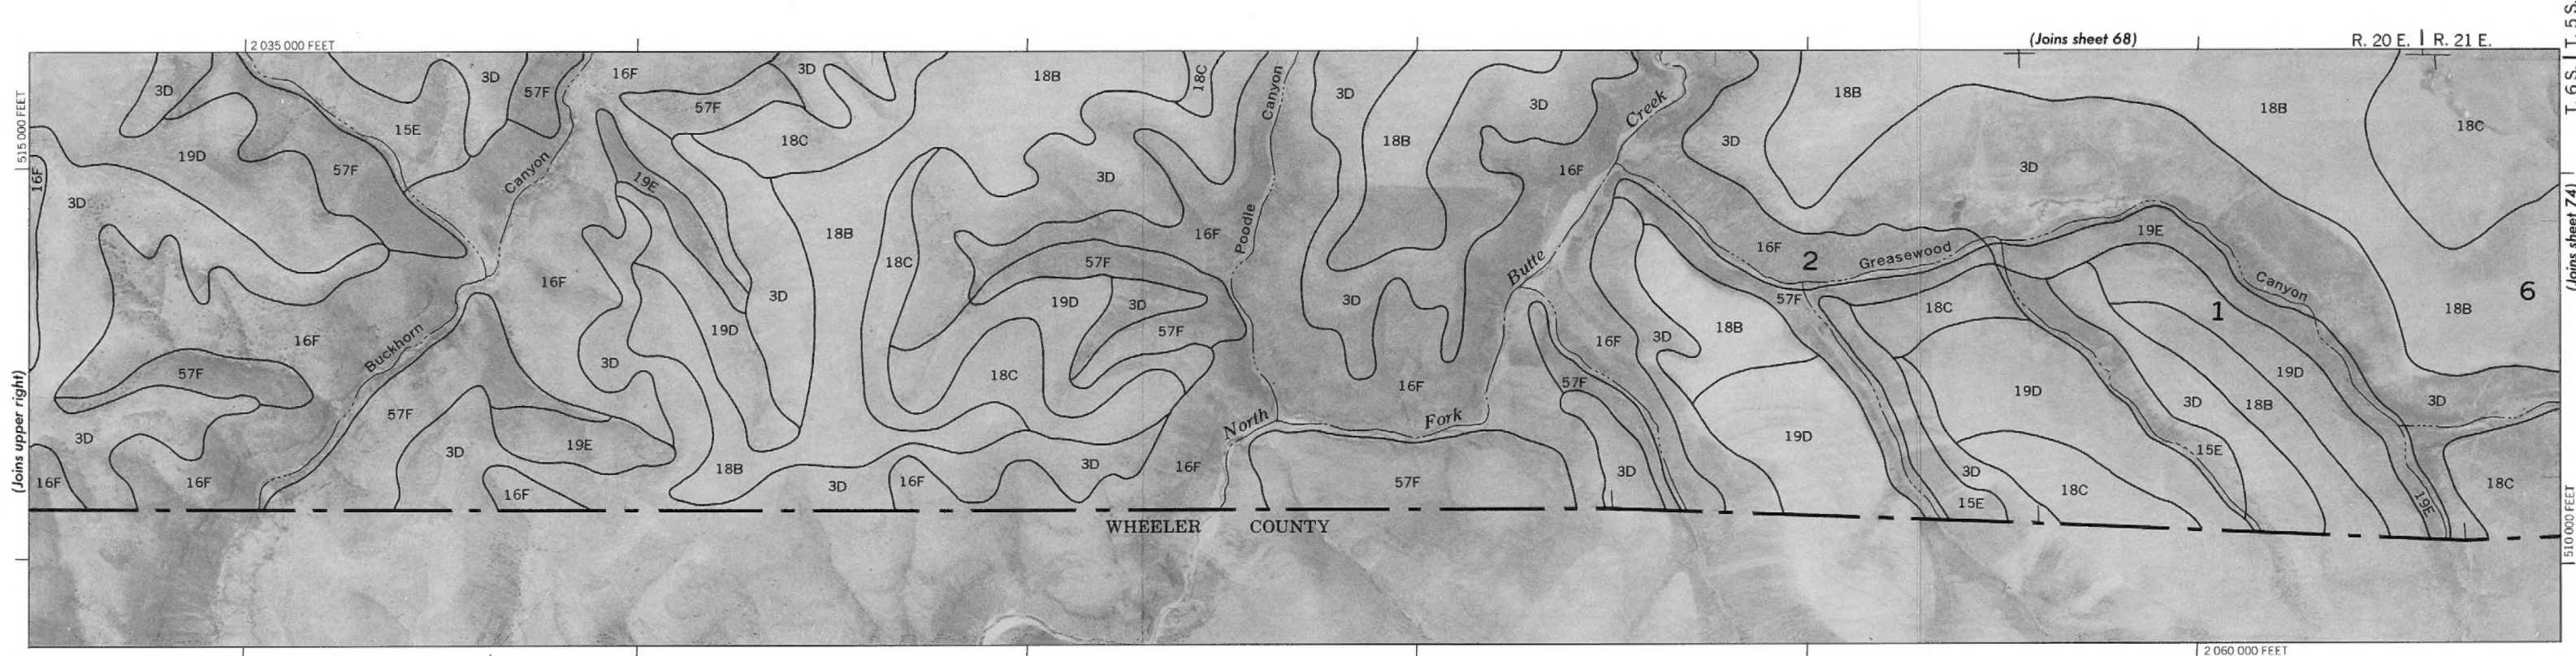 2 035 000 FEET
(Joins sheet 68)
R. 20 E.
R. 21 E.
T. 5 S.
T. 6 S.
515 000 FEET
(Joins upper right)
(Joins sheet 74)
510 000 FEET
3D
19D
16F
3D
57F
15E
3D
57F
16F
Canyon
57F
3D
18C
19E
18B
18C
Canyon
3D
18B
3D
Creek
16F
3D
18B
3D
18B
18C
16F
57F
3D
16F
Buckhorn
57F
16F
3D
19D
3D
18B
18C
3D
16F
Poodle
57F
19D
3D
57F
18C
3D
16F
Butte
16F
3D
18B
57F
16F
2
Greasewood
19E
Canyon
18C
1
18B
6
57F
19D
19D
3D
18B
19D
3D
16F
16F
3D
19E
16F
18B
3D
16F
3D
16F
North
Fork
57F
3D
3D
15E
18C
15E
19E
18C
WHEELER COUNTY
2 060 000 FEET